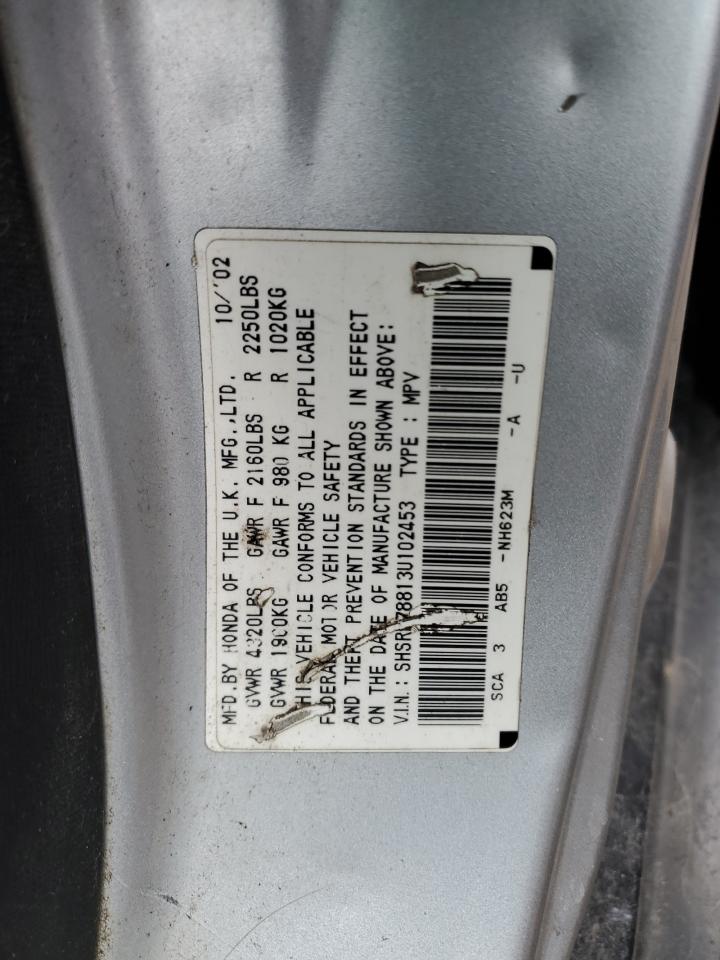 MFD.BY HONDA OF THE U.K. MFG.,LTD. 10/'02
GVWR 4320LBS GAWR F 2160LBS R 2250LBS
GVWR 1900KG GAWR F 980 KG R 1020KG
VEHICLE CONFORMS TO ALL APPLICABLE
FEDERAL MOTOR VEHICLE SAFETY
AND THEFT PREVENTION STANDARDS IN EFFECT
ON THE DATE OF MANUFACTURE SHOWN ABOVE:
V.I.N.: TYPE : MPV
SCA 3 AB5 -NH623M -A -U